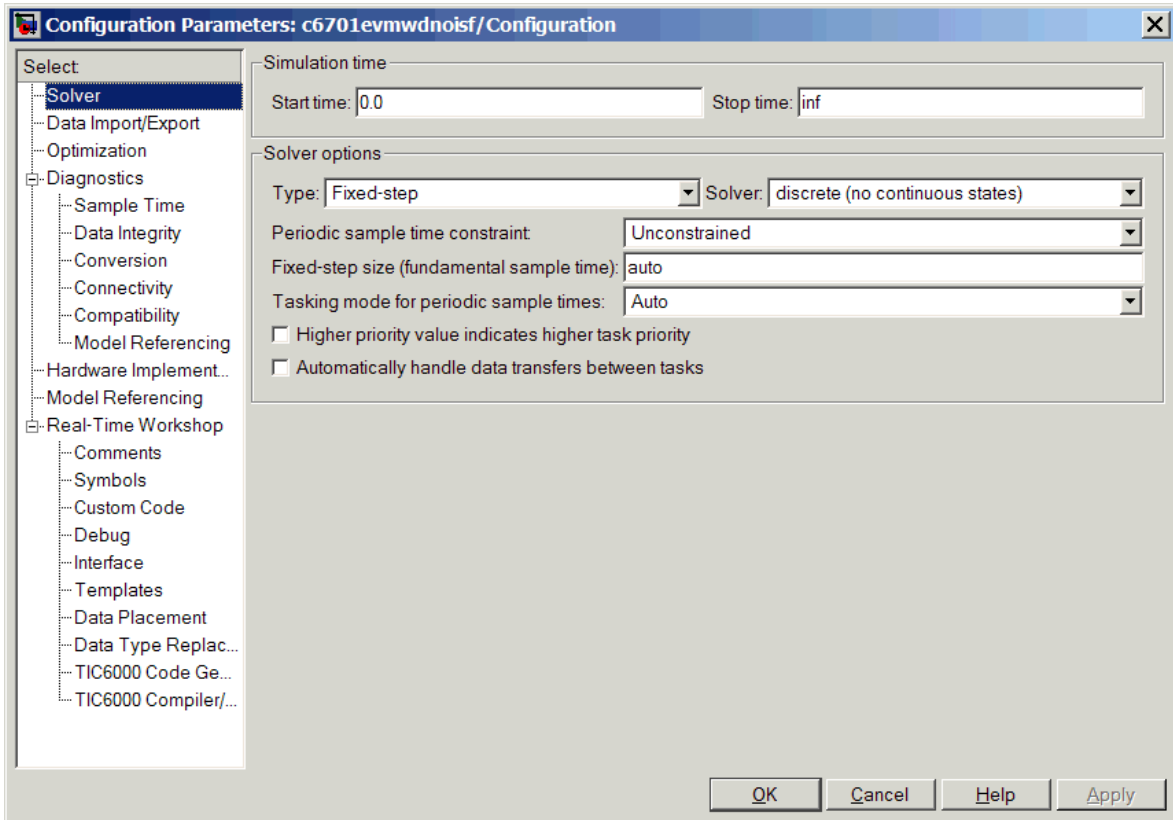 Configuration Parameters: c6701evmwdnoisf/Configuration
Select:
Solver
Data Import/Export
Optimization
Diagnostics
Sample Time
Data Integrity
Conversion
Connectivity
Compatibility
Model Referencing
Hardware Implement...
Model Referencing
Real-Time Workshop
Comments
Symbols
Custom Code
Debug
Interface
Templates
Data Placement
Data Type Replac...
TIC6000 Code Ge...
TIC6000 Compiler/...
Simulation time
Start time: 0.0 Stop time: inf
Solver options
Type: Fixed-step Solver: discrete (no continuous states)
Periodic sample time constraint: Unconstrained
Fixed-step size (fundamental sample time): auto
Tasking mode for periodic sample times: Auto
Higher priority value indicates higher task priority
Automatically handle data transfers between tasks
OK Cancel Help Apply